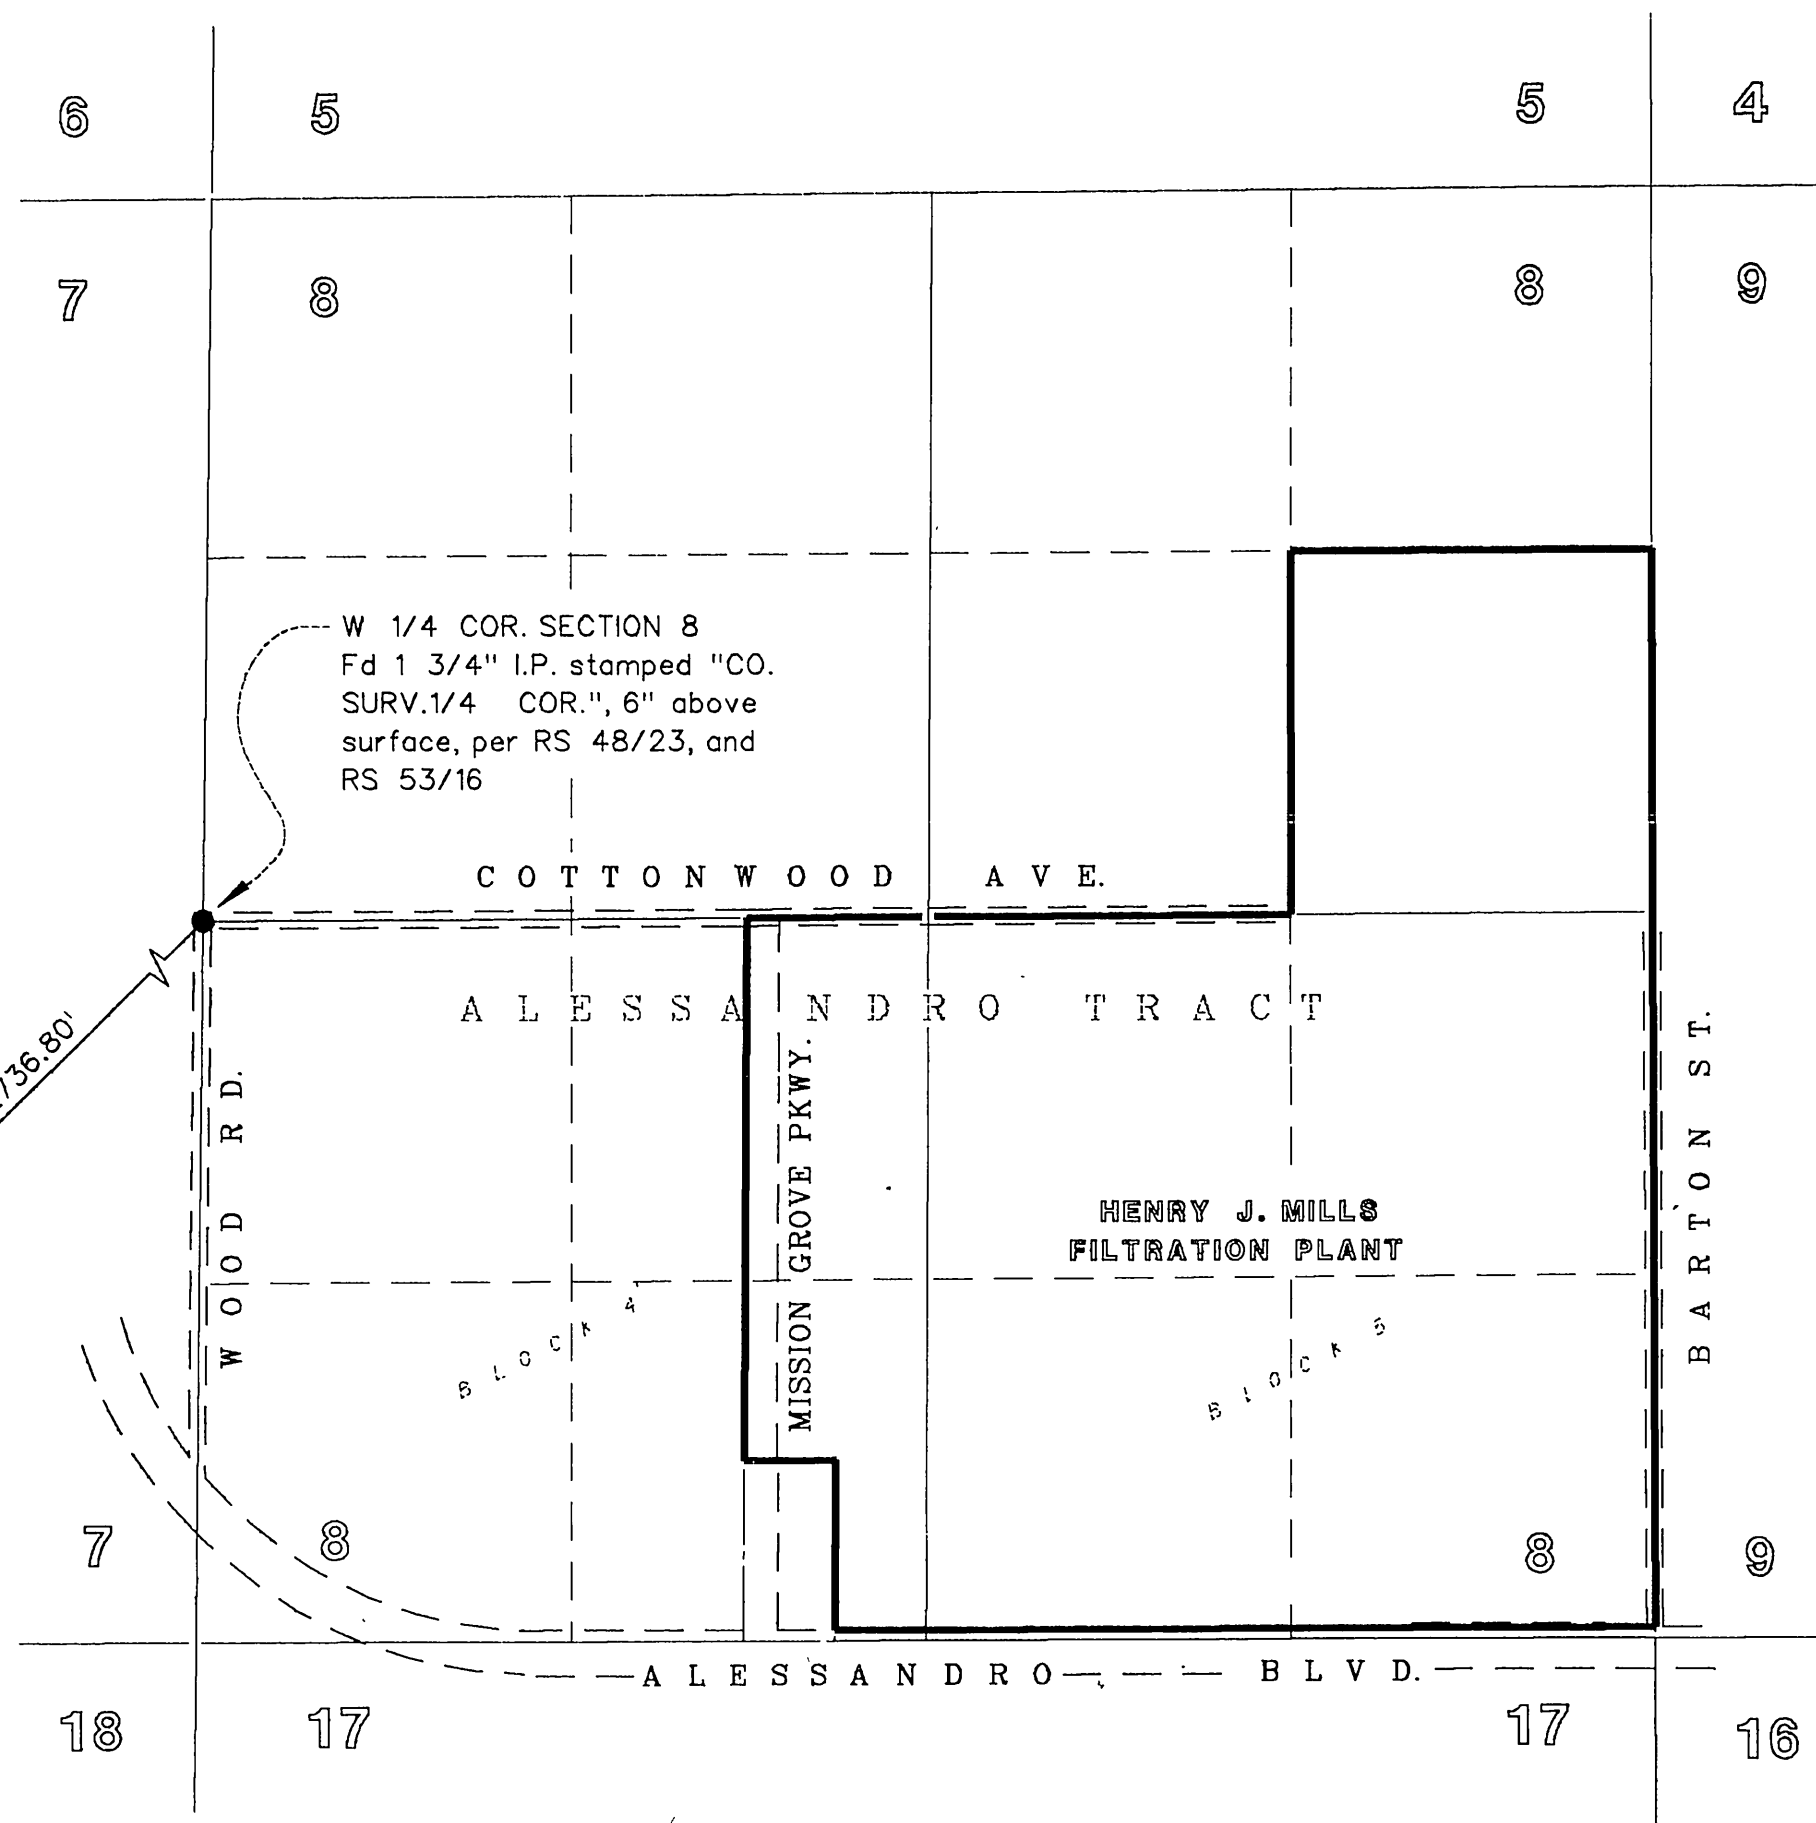 6 5 5 4
7 8 8 9
W 1/4 COR. SECTION 8
Fd 1 3/4" I.P. stamped "CO.
SURV.1/4 COR.", 6" above
surface, per RS 48/23, and
RS 53/16
COTTONWOOD AVE.
ALESSANDRO TRACT
736.80'
WOOD RD.
MISSION GROVE PKWY.
BARTON ST.
HENRY J. MILLS
FILTRATION PLANT
BLOCK 4
BLOCK 5
7 8 8 9
ALESSANDRO BLVD.
18 17 17 16